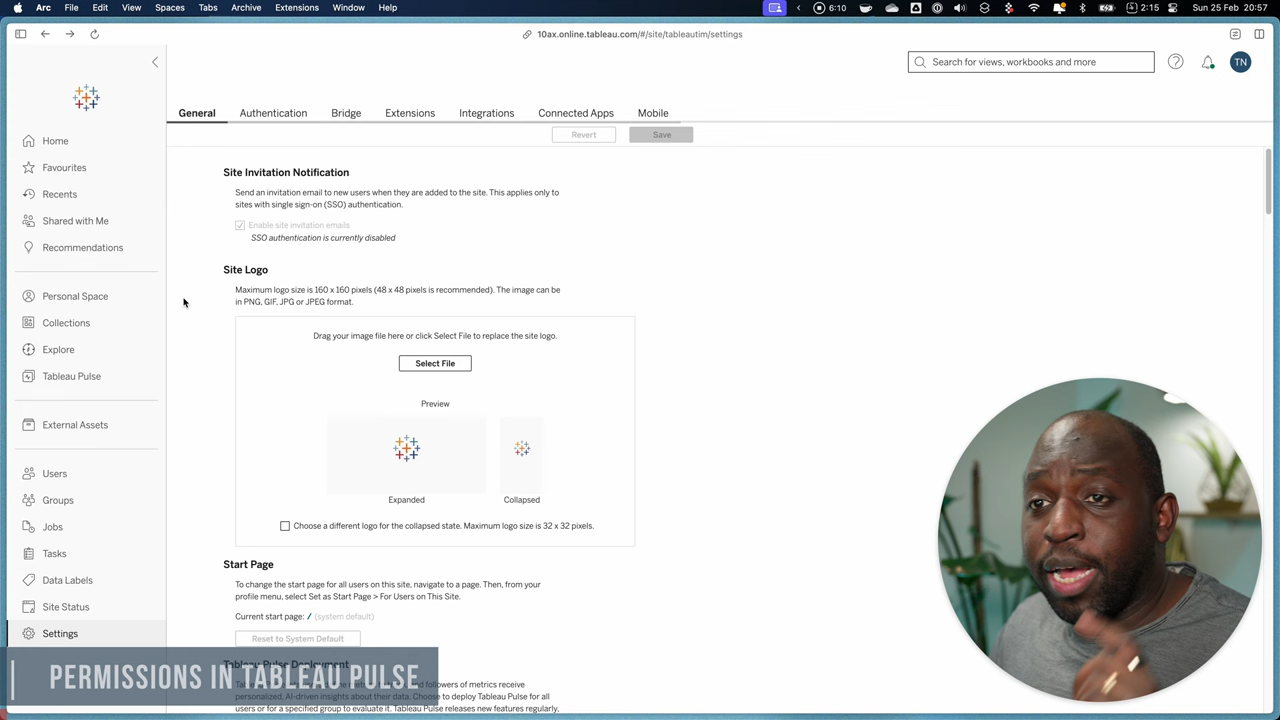 Arc File Edit View Spaces Tabs Archive Extensions Window Help
6:10
2:15
Sun 25 Feb 20:57
10ax.online.tableau.com/#/site/tableautim/settings
Search for views, workbooks and more
TN
General Authentication Bridge Extensions Integrations Connected Apps Mobile
Revert Save
Home
Favourites
Recents
Shared with Me
Recommendations
Personal Space
Collections
Explore
Tableau Pulse
External Assets
Users
Groups
Jobs
Tasks
Data Labels
Site Status
Settings
Site Invitation Notification
Send an invitation email to new users when they are added to the site. This applies only to
sites with single sign-on (SSO) authentication.
Enable site invitation emails
SSO authentication is currently disabled
Site Logo
Maximum logo size is 160 x 160 pixels (48 x 48 pixels is recommended). The image can be
in PNG, GIF, JPG or JPEG format.
Drag your image file here or click Select File to replace the site logo.
Select File
Preview
Expanded Collapsed
Choose a different logo for the collapsed state. Maximum logo size is 32 x 32 pixels.
Start Page
To change the start page for all users on this site, navigate to a page. Then, from your
profile menu, select Set as Start Page > For Users on This Site.
Current start page: / (system default)
Reset to System Default
Tableau Pulse Deployment
PERMISSIONS IN TABLEAU PULSE
and followers of metrics receive
personalized, AI-driven insights about their data. Choose to deploy Tableau Pulse for all
users or for a specified group to evaluate it. Tableau Pulse releases new features regularly,